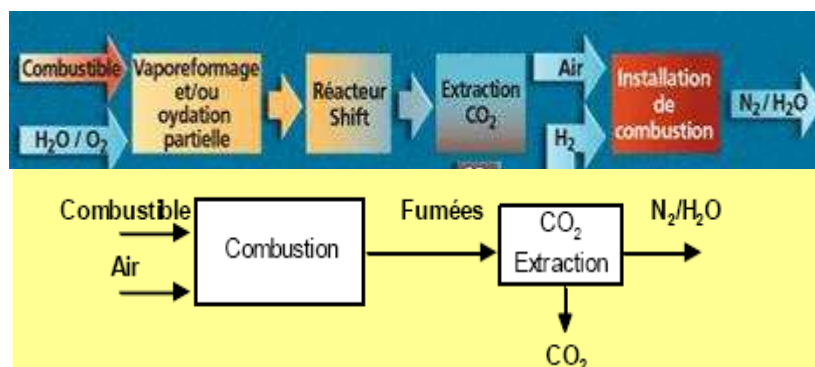 Combustible
H₂O / O₂
Vaporeformage
et/ou
oydation
partielle
Réacteur
Shift
Extraction
CO₂
Air
H₂
Installation
de
combustion
N₂ / H₂O
Combustible
Air
Combustion
Fumées
CO₂
Extraction
N₂/H₂O
CO₂